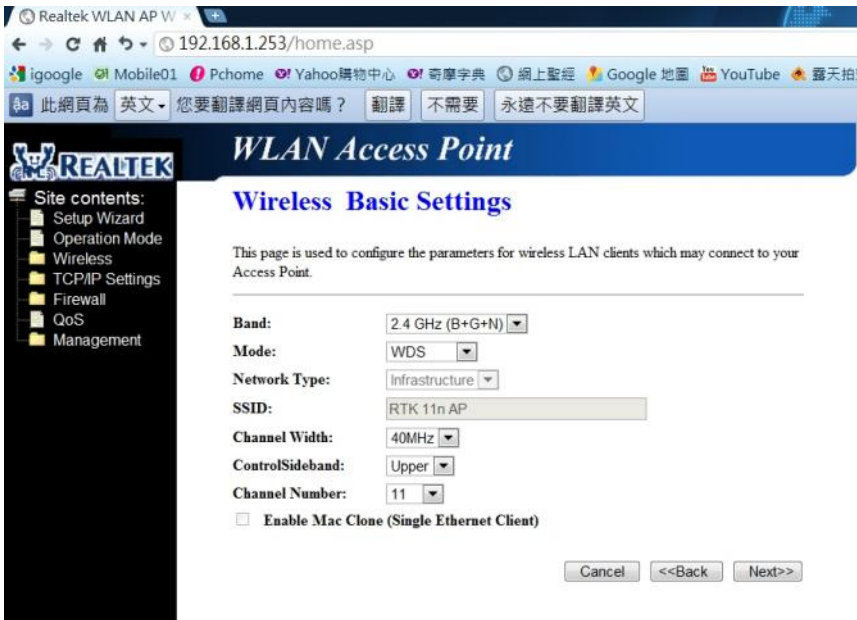 Realtek WLAN AP W
192.168.1.253/home.asp
igoogle Mobile01 Pchome Yahoo購物中心 奇摩字典 網上聖經 Google 地圖 YouTube 露天拍
此網頁為 英文 您要翻譯網頁內容嗎？ 翻譯 不需要 永遠不要翻譯英文
REALTEK
WLAN Access Point
Site contents:
Setup Wizard
Operation Mode
Wireless
TCP/IP Settings
Firewall
QoS
Management
Wireless Basic Settings
This page is used to configure the parameters for wireless LAN clients which may connect to your
Access Point.
Band: 2.4 GHz (B+G+N)
Mode: WDS
Network Type: Infrastructure
SSID: RTK 11n AP
Channel Width: 40MHz
ControlSideband: Upper
Channel Number: 11
Enable Mac Clone (Single Ethernet Client)
Cancel <<Back Next>>